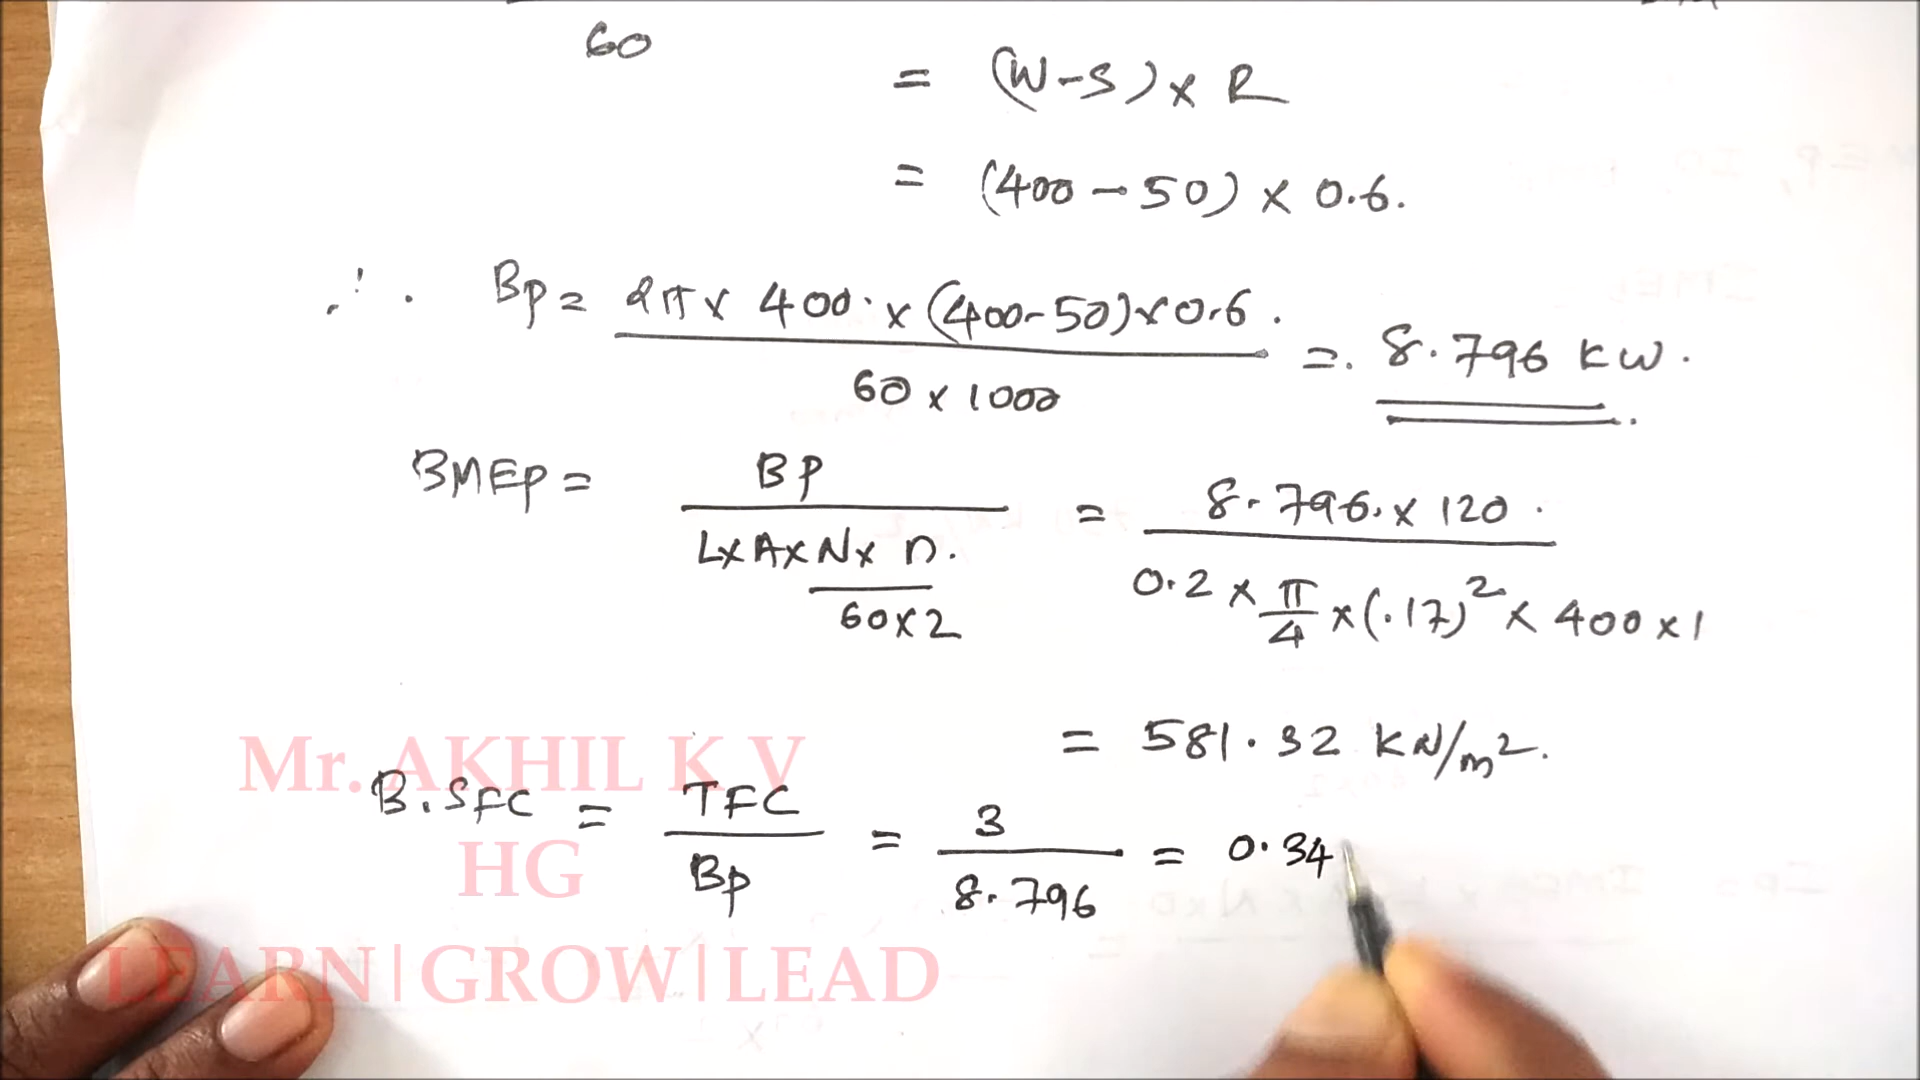 60
= (W-S) x R
= (400 - 50) x 0.6.
∴ BP = 2π x 400 x (400-50) x 0.6.
60 x 1000
=. 8.796 KW.
BMEP = BP
LxAxNx n.
60x2
= 8.796 x 120.
0.2 x π/4 x (.17)² x 400 x 1
= 581.32 KN/m².
Mr. AKHIL K V
B.SFC = TFC
BP
= 3
8.796
= 0.34
HG
LEARN|GROW|LEAD